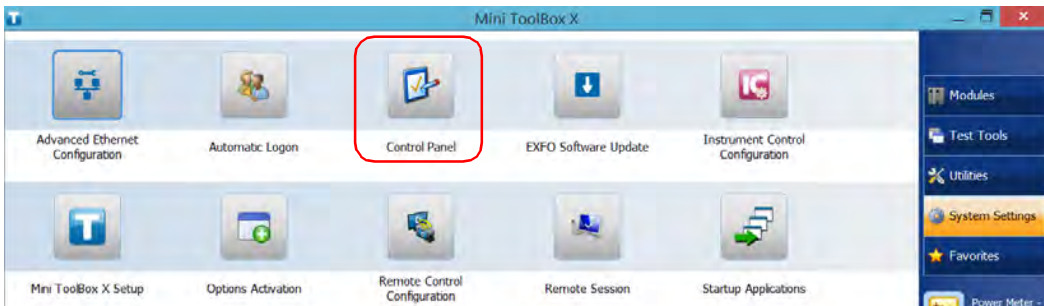 Mini ToolBox X
Advanced Ethernet
Configuration
Automatic Logon
Control Panel
EXFO Software Update
IC
Instrument Control
Configuration
T
Mini ToolBox X Setup
Options Activation
Remote Control
Configuration
Remote Session
Startup Applications
Modules
Test Tools
Utilities
System Settings
Favorites
Power Meter -